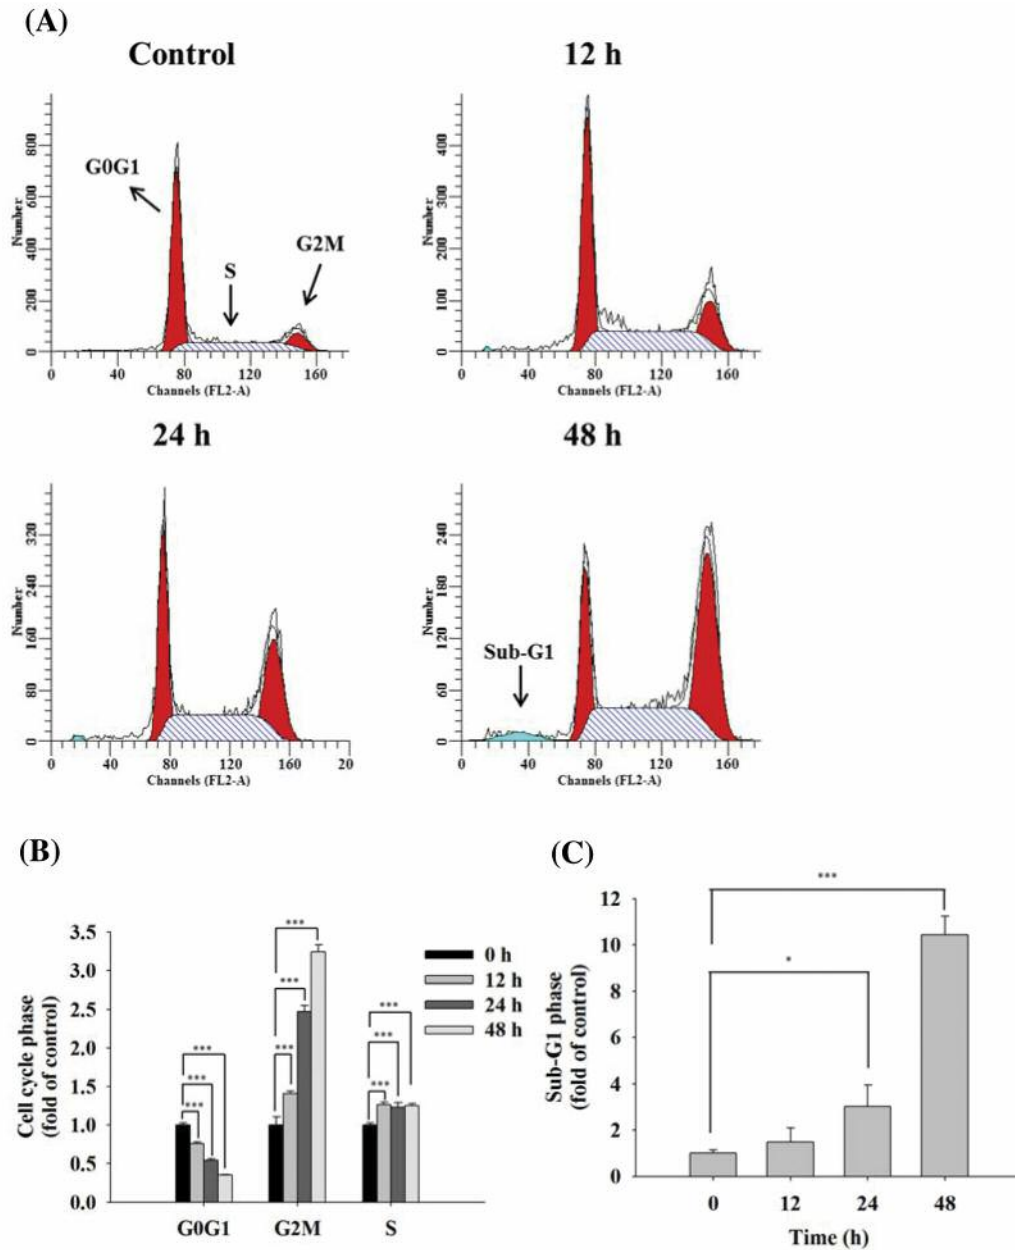 (A)
Control
800
600
400
200
0
Number
G0G1
S
G2M
0 40 80 120 160
Channels (FL2-A)
12 h
400
300
200
100
0
Number
0 40 80 120 160
Channels (FL2-A)
24 h
320
240
160
80
0
Number
0 40 80 120 160 20
Channels (FL2-A)
48 h
240
180
120
60
0
Number
Sub-G1
0 40 80 120 160
Channels (FL2-A)
(B)
Cell cycle phase
(fold of control)
3.5
3.0
2.5
2.0
1.5
1.0
0.5
0.0
***
***
***
***
***
***
***
***
***
G0G1 G2M S
0 h
12 h
24 h
48 h
(C)
Sub-G1 phase
(fold of control)
12
10
8
6
4
2
0
***
*
0 12 24 48
Time (h)